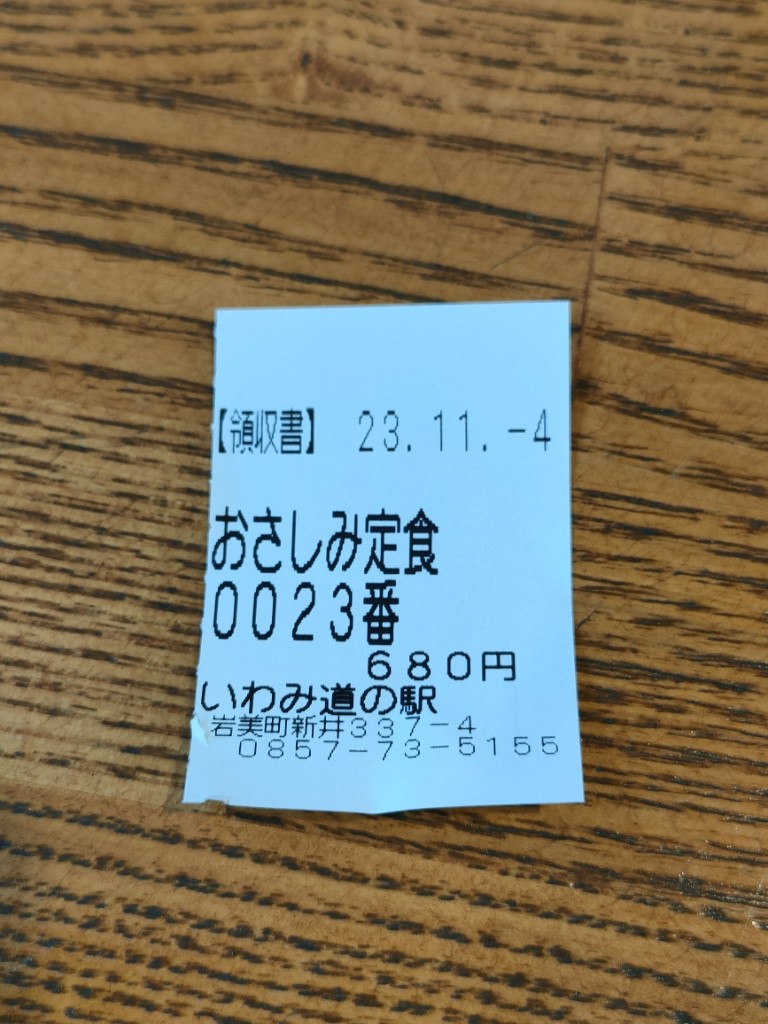 【領収書】 23.11.-4
おさしみ定食
0023番
680円
いわみ道の駅
岩美町新井337-4
0857-73-5155